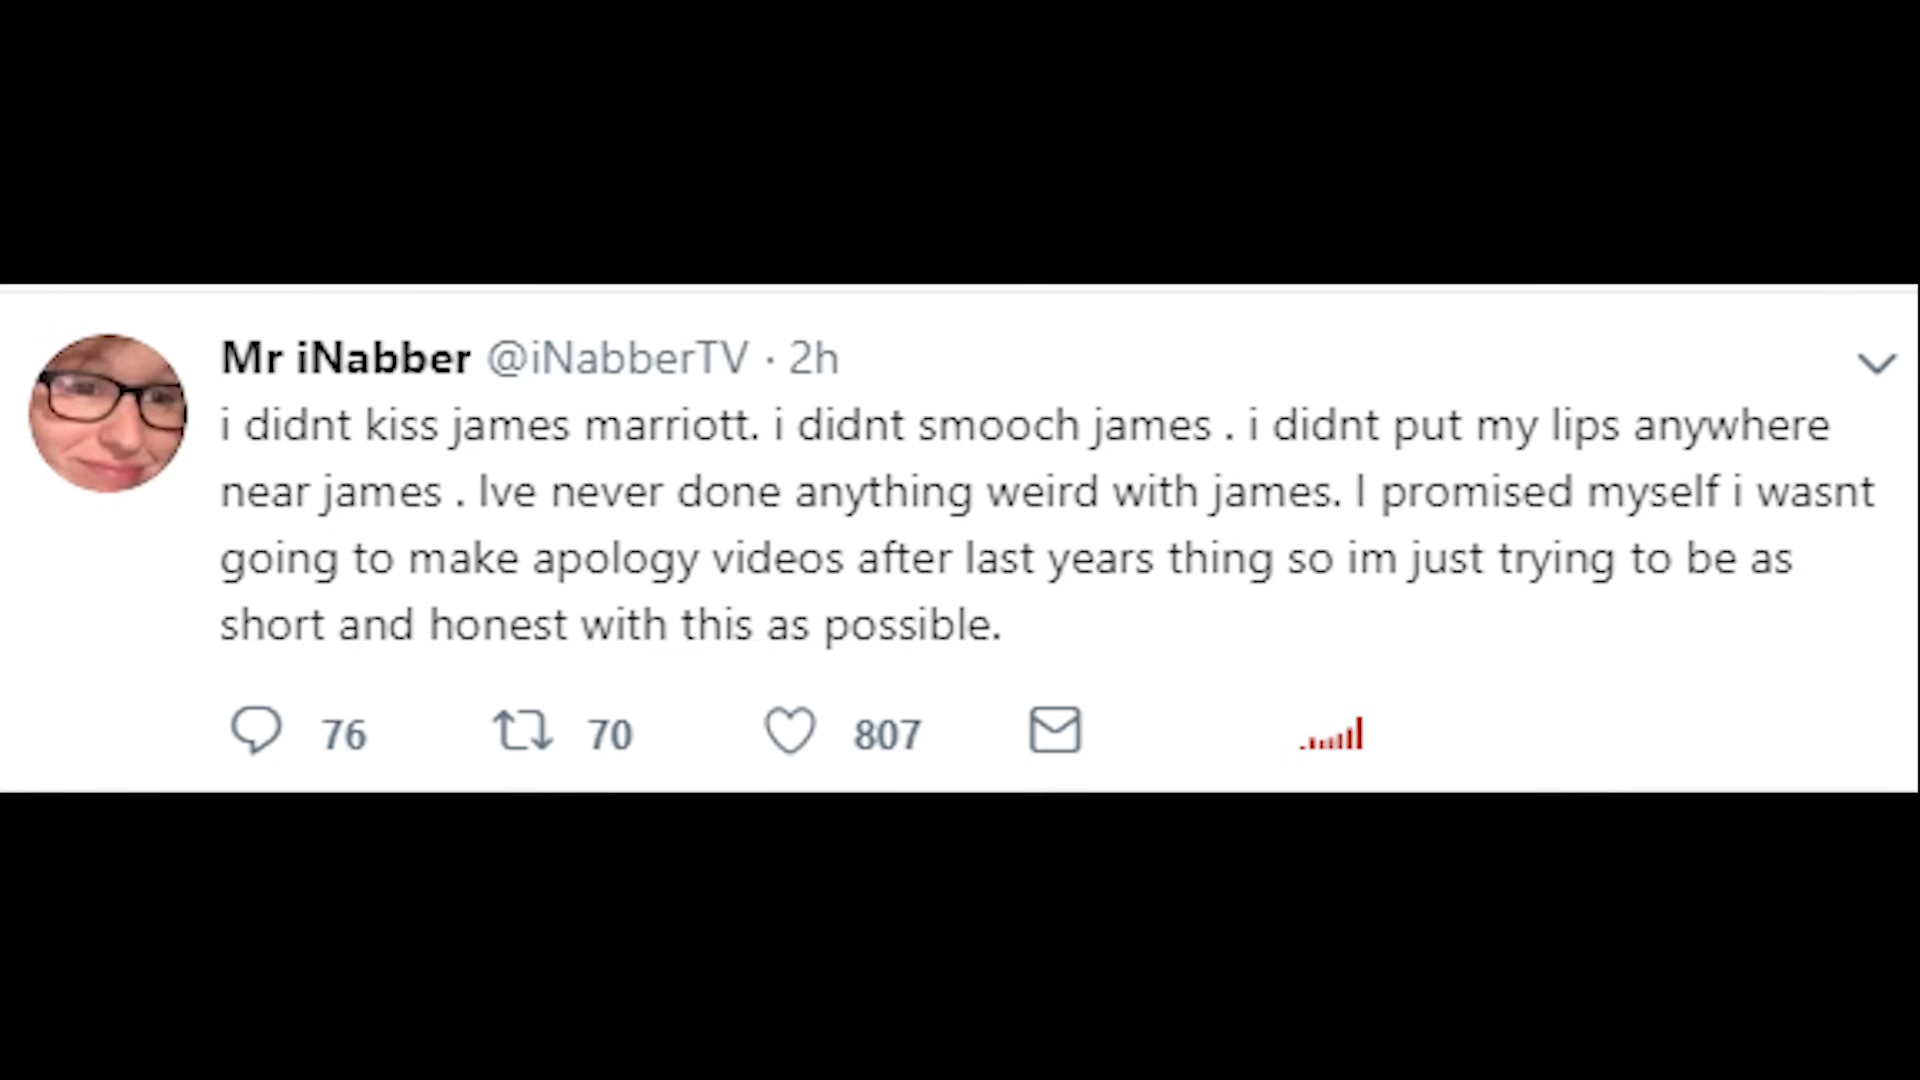 Mr iNabber @iNabberTV · 2h
i didnt kiss james marriott. i didnt smooch james . i didnt put my lips anywhere
near james . Ive never done anything weird with james. I promised myself i wasnt
going to make apology videos after last years thing so im just trying to be as
short and honest with this as possible.
76 70 807